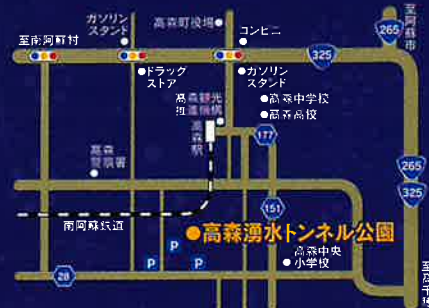 ガソリン
スタンド
高森町役場
コンビニ
至阿蘇市
265
至南阿蘇村
325
ドラッグ
ストア
ガソリン
スタンド
高森中学校
高森高校
高森観光
推進機構
高森駅
177
高森
警察署
265
325
南阿蘇鉄道
151
高森湧水トンネル公園
高森中央
小学校
P
P
P
28